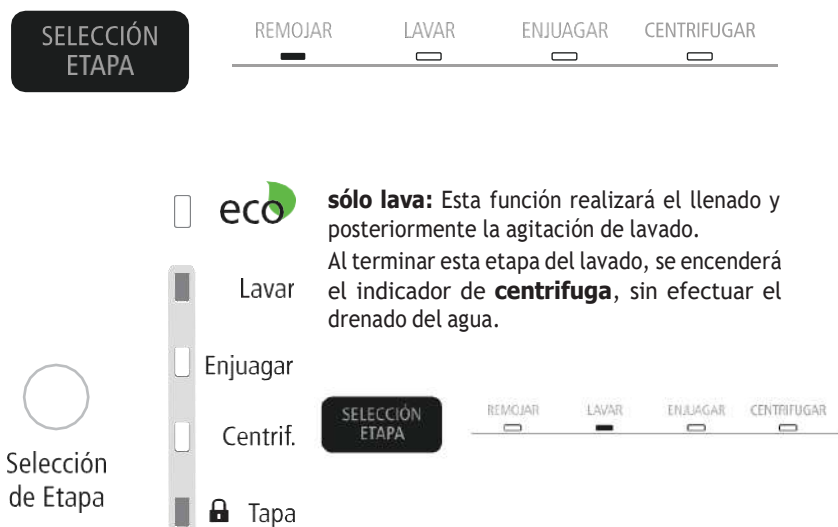 SELECCIÓN
ETAPA
REMOJAR LAVAR ENJUAGAR CENTRIFUGAR
eco
Lavar
Enjuagar
Centrif.
Tapa
Selección
de Etapa
sólo lava: Esta función realizará el llenado y
posteriormente la agitación de lavado.
Al terminar esta etapa del lavado, se encenderá
el indicador de centrifuga, sin efectuar el
drenado del agua.
SELECCIÓN
ETAPA
REMOJAR LAVAR ENJUAGAR CENTRIFUGAR